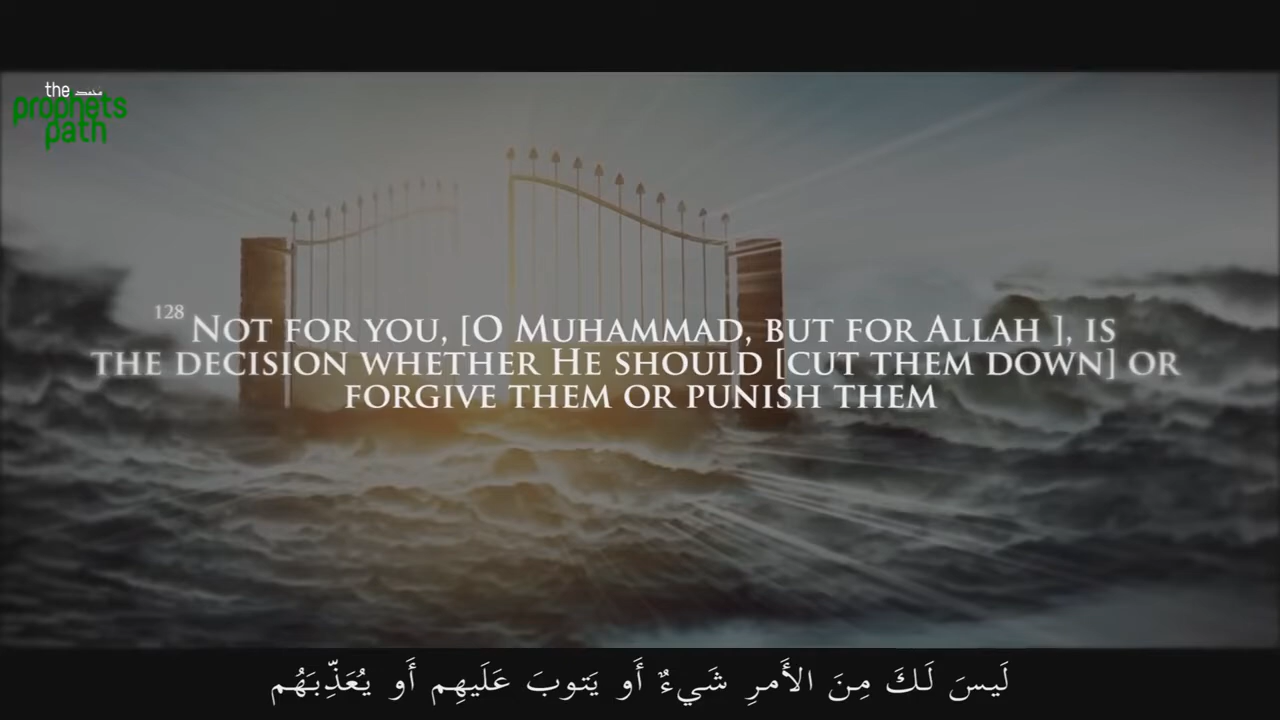 the محمد
prophets
path
128 NOT FOR YOU, [O MUHAMMAD, BUT FOR ALLAH ], IS
THE DECISION WHETHER HE SHOULD [CUT THEM DOWN] OR
FORGIVE THEM OR PUNISH THEM
لَيسَ لَكَ مِنَ الأَمرِ شَيءٌ أَو يَتوبَ عَلَيهِم أَو يُعَذِّبَهُم